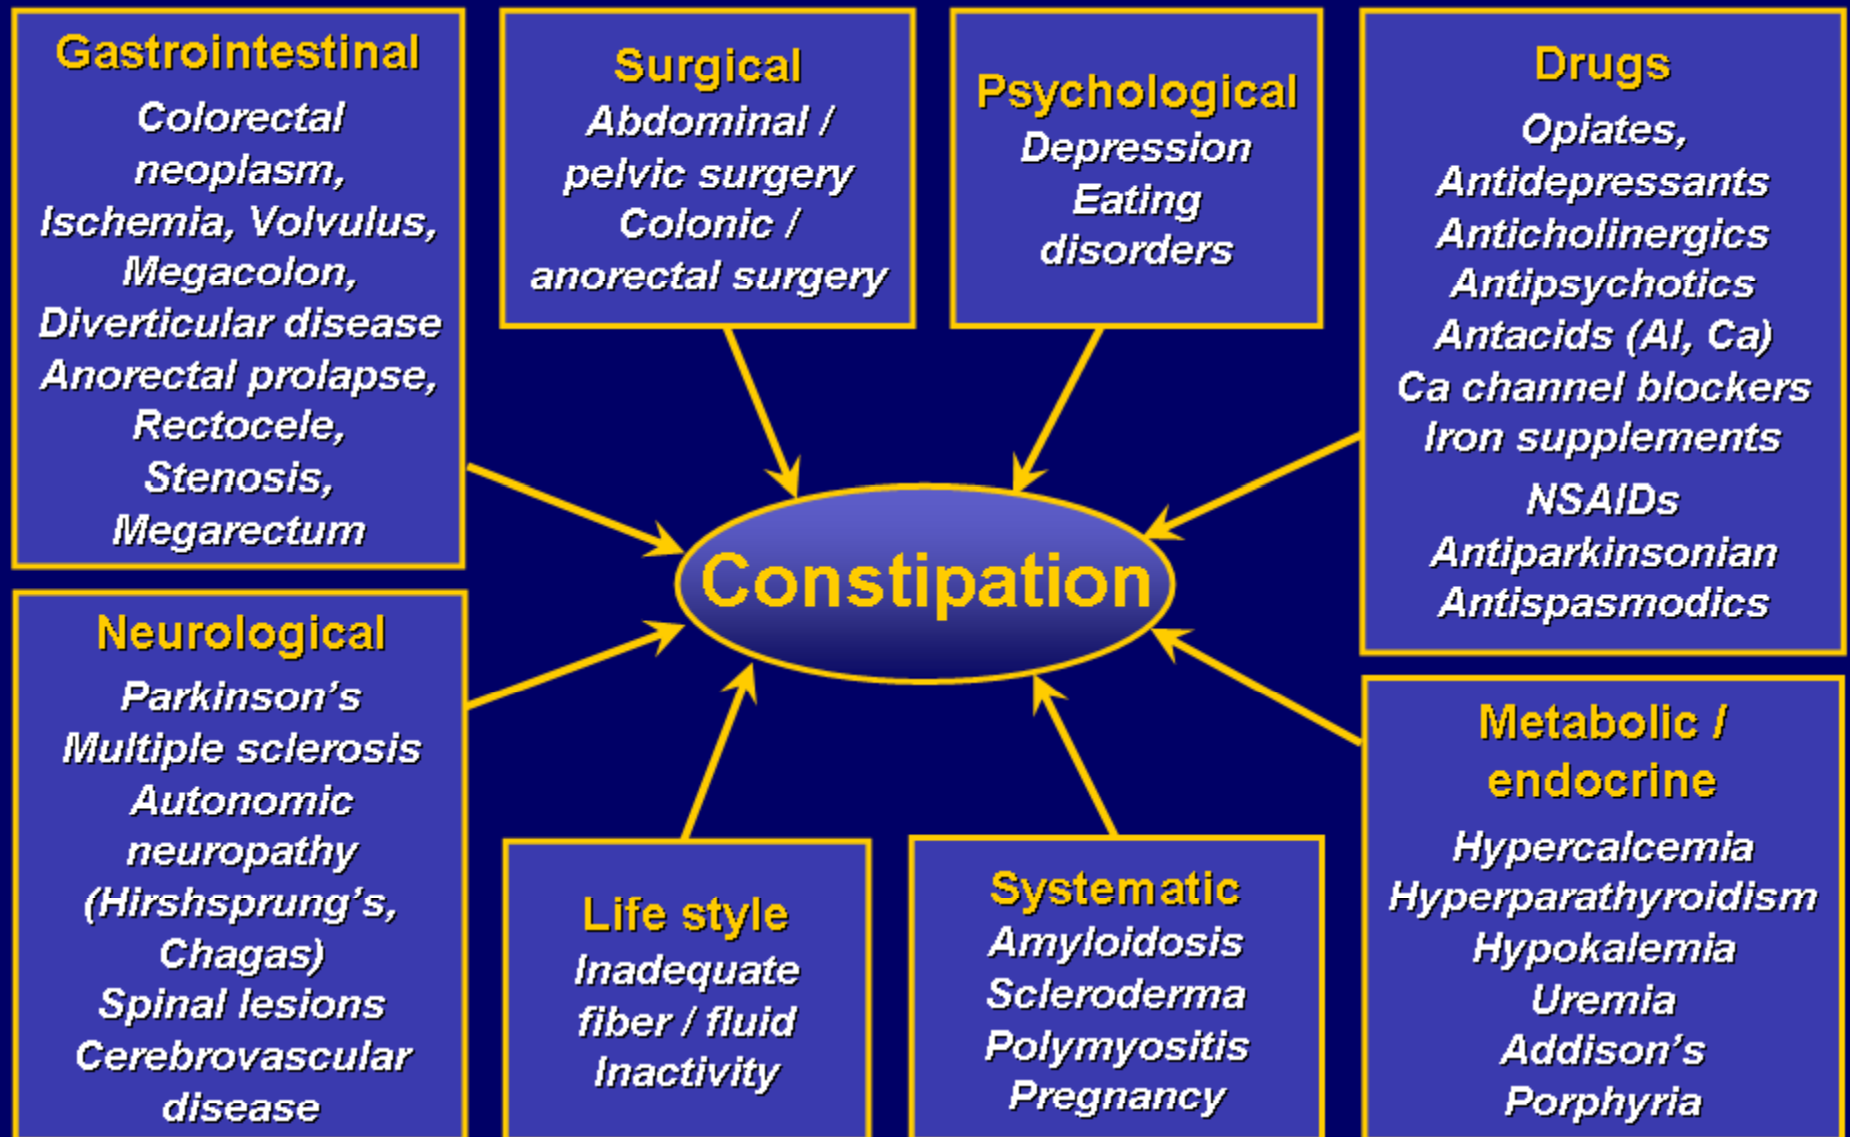 Gastrointestinal
Colorectal
neoplasm,
Ischemia, Volvulus,
Megacolon,
Diverticular disease
Anorectal prolapse,
Rectocele,
Stenosis,
Megarectum
Surgical
Abdominal /
pelvic surgery
Colonic /
anorectal surgery
Psychological
Depression
Eating
disorders
Drugs
Opiates,
Antidepressants
Anticholinergics
Antipsychotics
Antacids (Al, Ca)
Ca channel blockers
Iron supplements
NSAIDs
Antiparkinsonian
Antispasmodics
Constipation
Neurological
Parkinson’s
Multiple sclerosis
Autonomic
neuropathy
(Hirshsprung’s,
Chagas)
Spinal lesions
Cerebrovascular
disease
Life style
Inadequate
fiber / fluid
Inactivity
Systematic
Amyloidosis
Scleroderma
Polymyositis
Pregnancy
Metabolic /
endocrine
Hypercalcemia
Hyperparathyroidism
Hypokalemia
Uremia
Addison’s
Porphyria